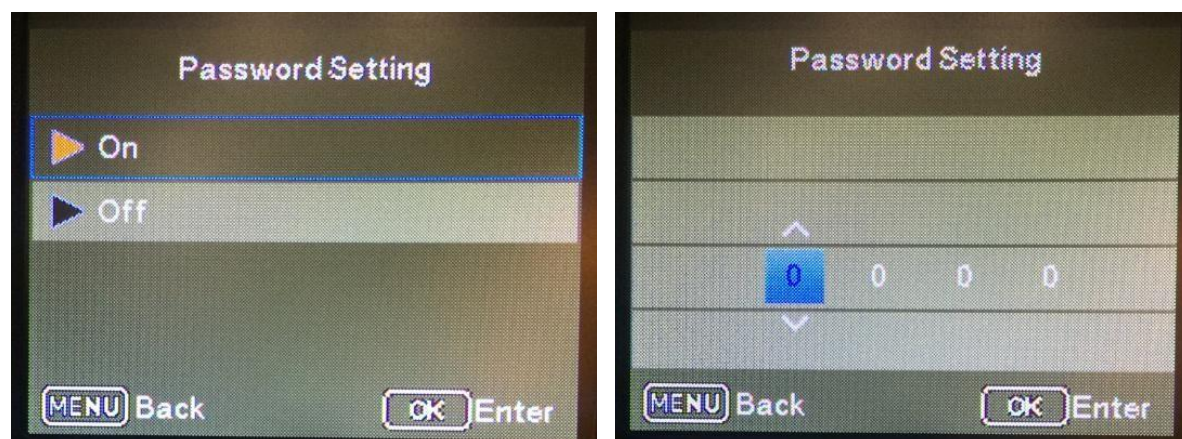 Password Setting
On
Off
MENU Back OK Enter
Password Setting
0 0 0 0
MENU Back OK Enter